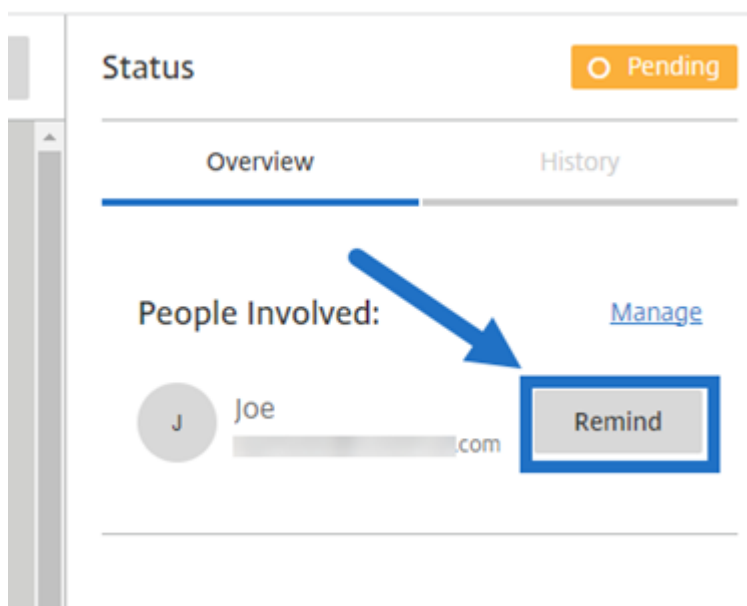 Status
Pending
Overview
History
People Involved:
Manage
J
Joe
.com
Remind